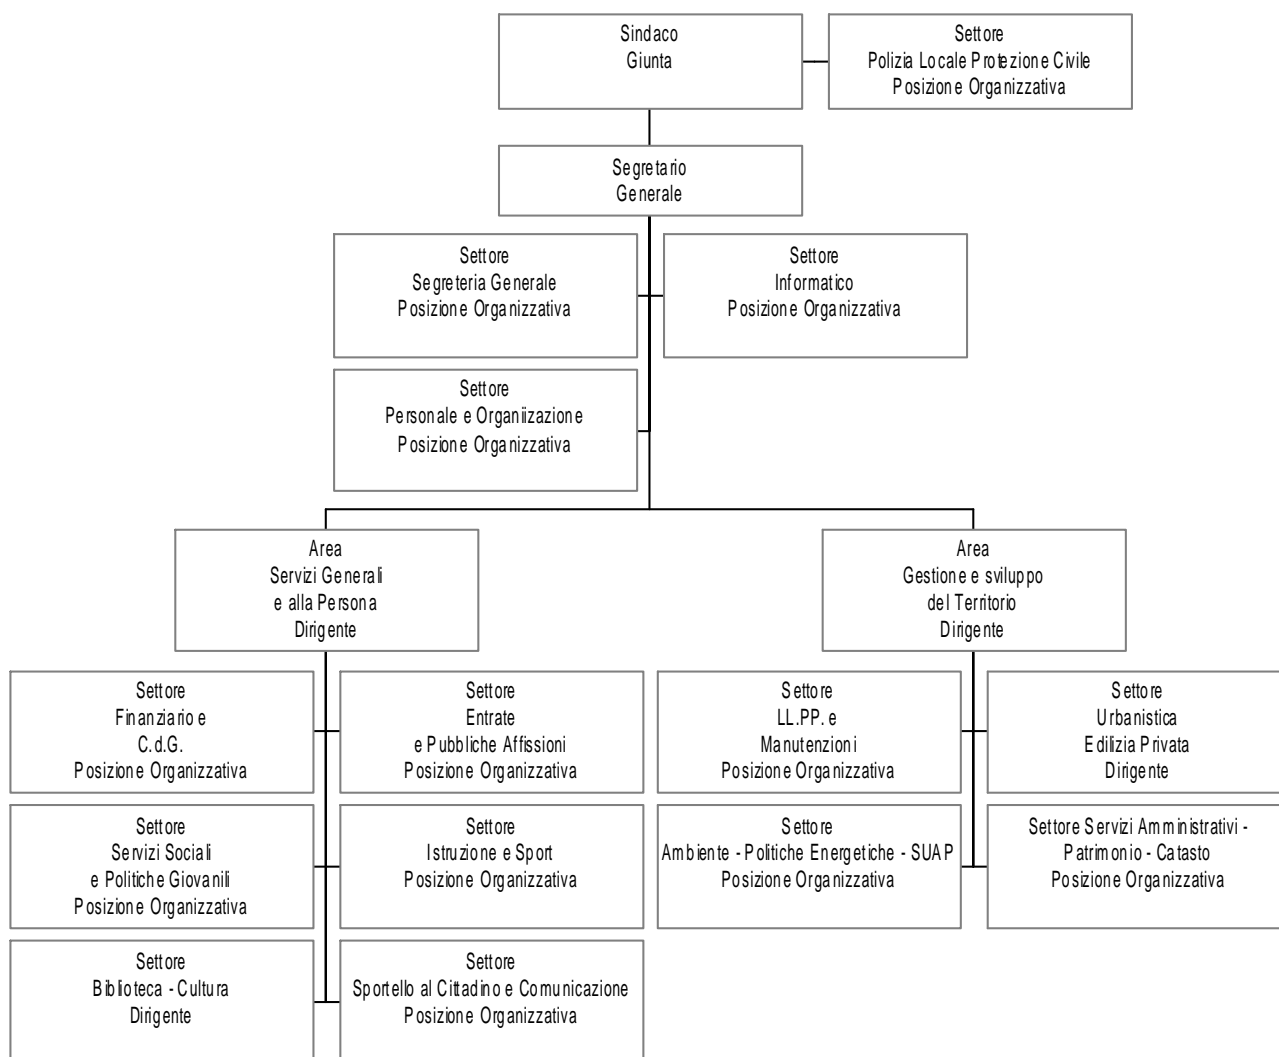 Sindaco
Giunta
Settore
Polizia Locale Protezione Civile
Posizione Organizzativa
Segretario
Generale
Settore
Segreteria Generale
Posizione Organizzativa
Settore
Informatico
Posizione Organizzativa
Settore
Personale e Organiizazione
Posizione Organizzativa
Area
Servizi Generali
e alla Persona
Dirigente
Area
Gestione e sviluppo
del Territorio
Dirigente
Settore
Finanziario e
C.d.G.
Posizione Organizzativa
Settore
Entrate
e Pubbliche Affissioni
Posizione Organizzativa
Settore
LL.PP. e
Manutenzioni
Posizione Organizzativa
Settore
Urbanistica
Edilizia Privata
Dirigente
Settore
Servizi Sociali
e Politiche Giovanili
Posizione Organizzativa
Settore
Istruzione e Sport
Posizione Organizzativa
Settore
Ambiente - Politiche Energetiche - SUAP
Posizione Organizzativa
Settore Servizi Amministrativi -
Patrimonio - Catasto
Posizione Organizzativa
Settore
Biblioteca - Cultura
Dirigente
Settore
Sportello al Cittadino e Comunicazione
Posizione Organizzativa